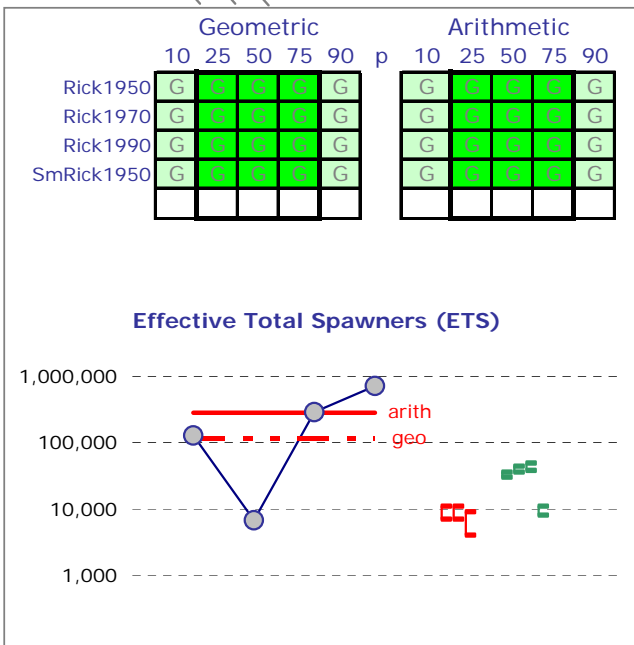 Geometric Arithmetic
10 25 50 75 90 p 10 25 50 75 90
Rick1950 G G G G G G G G G G
Rick1970 G G G G G G G G G G
Rick1990 G G G G G G G G G G
SmRick1950 G G G G G G G G G G
Effective Total Spawners (ETS)
1,000,000
arith
100,000
geo
10,000
1,000